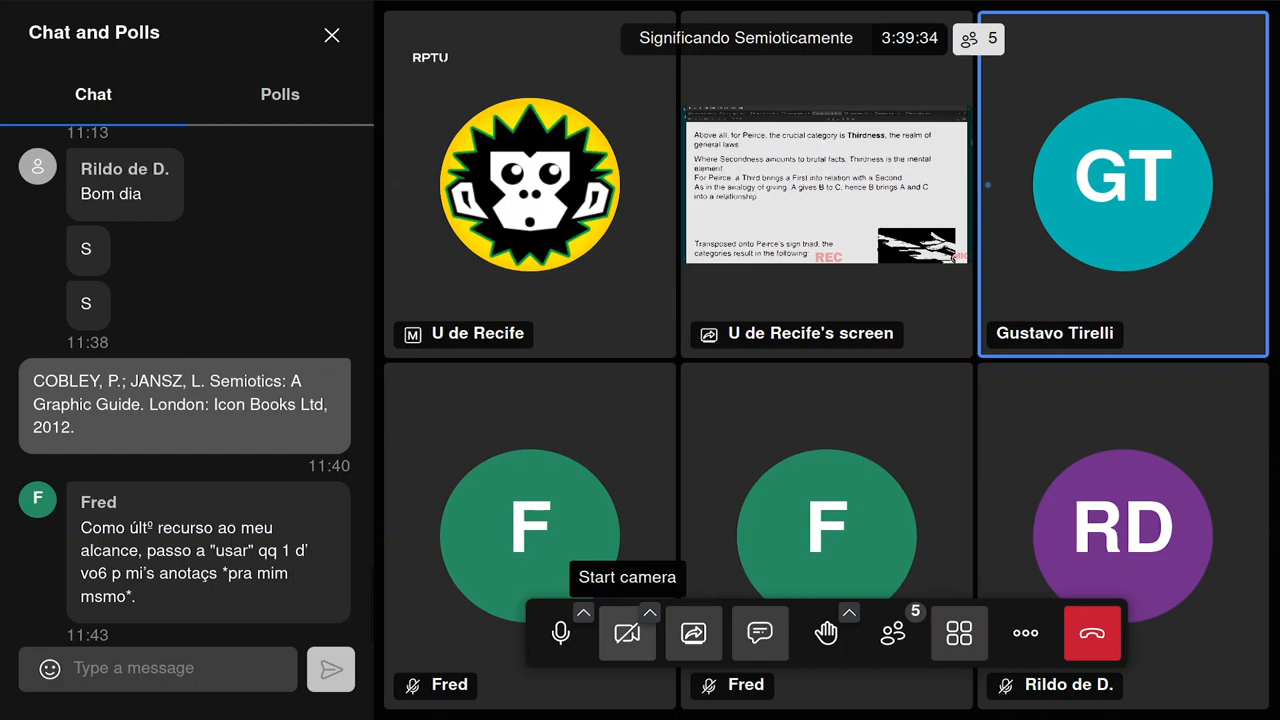 Chat and Polls
Chat
Polls
11:13
Rildo de D.
Bom dia
S
S
11:38
COBLEY, P.; JANSZ, L. Semiotics: A
Graphic Guide. London: Icon Books Ltd,
2012.
11:40
F
Fred
Como últº recurso ao meu
alcance, passo a "usar" qq 1 d'
vo6 p mi's anotaçs *pra mim
msmo*.
11:43
Type a message
Significando Semioticamente
3:39:34
5
RPTU
U de Recife
Above all, for Peirce, the crucial category is Thirdness, the realm of
general laws
Where Secondness amounts to brutal facts, Thirdness is the mental
element
For Peirce, a Third brings a First into relation with a Second.
As in the analogy of giving, A gives B to C, hence B brings A and C
into a relationship.
Transposed onto Peirce's sign triad, the
categories result in the following:
REC
U de Recife's screen
GT
Gustavo Tirelli
F
Fred
F
Fred
RD
Rildo de D.
Start camera
5